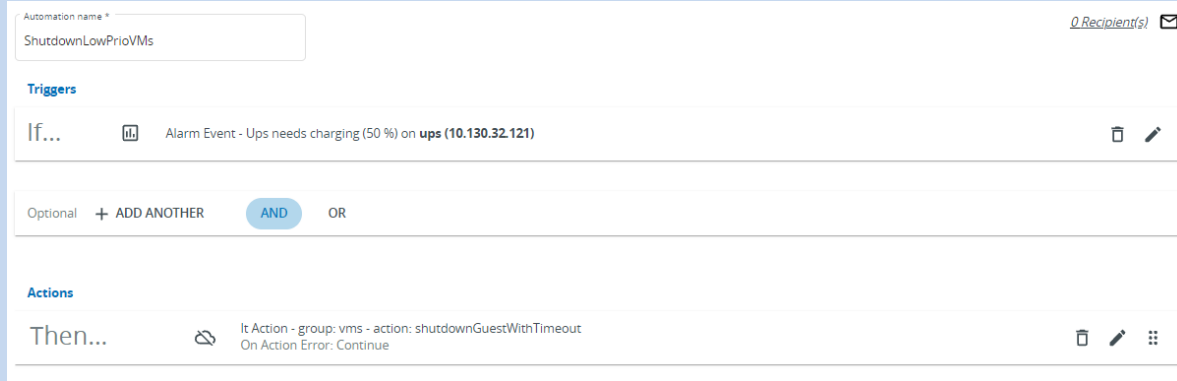 Automation name *
ShutdownLowPrioVMs
0 Recipient(s)
Triggers
If...
Alarm Event - Ups needs charging (50 %) on ups (10.130.32.121)
Optional + ADD ANOTHER AND OR
Actions
Then...
It Action - group: vms - action: shutdownGuestWithTimeout
On Action Error: Continue